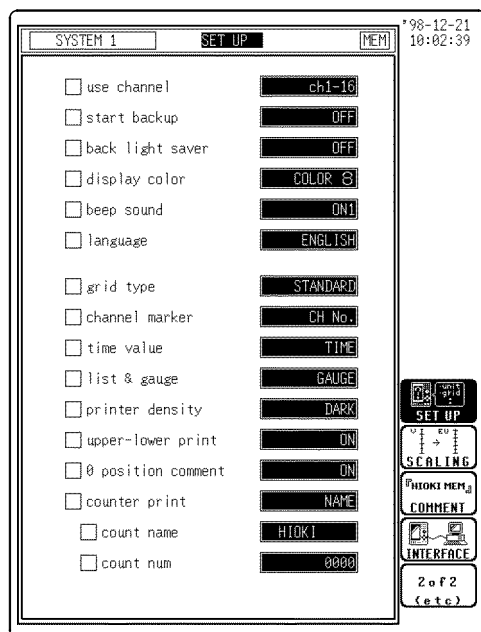 '98-12-21
SYSTEM 1 SET UP MEM 10:02:39
use channel ch1-16
start backup OFF
back light saver OFF
display color COLOR 8
beep sound ON1
language ENGLISH
grid type STANDARD
channel marker CH No.
time value TIME
list & gauge GAUGE
printer density DARK
upper-lower print ON
0 position comment ON
counter print NAME
count name HIOKI
count num 0000
unit
grid
SET UP
V EU
SCALING
『HIOKI MEM』
COMMENT
INTERFACE
2 of 2
(etc)